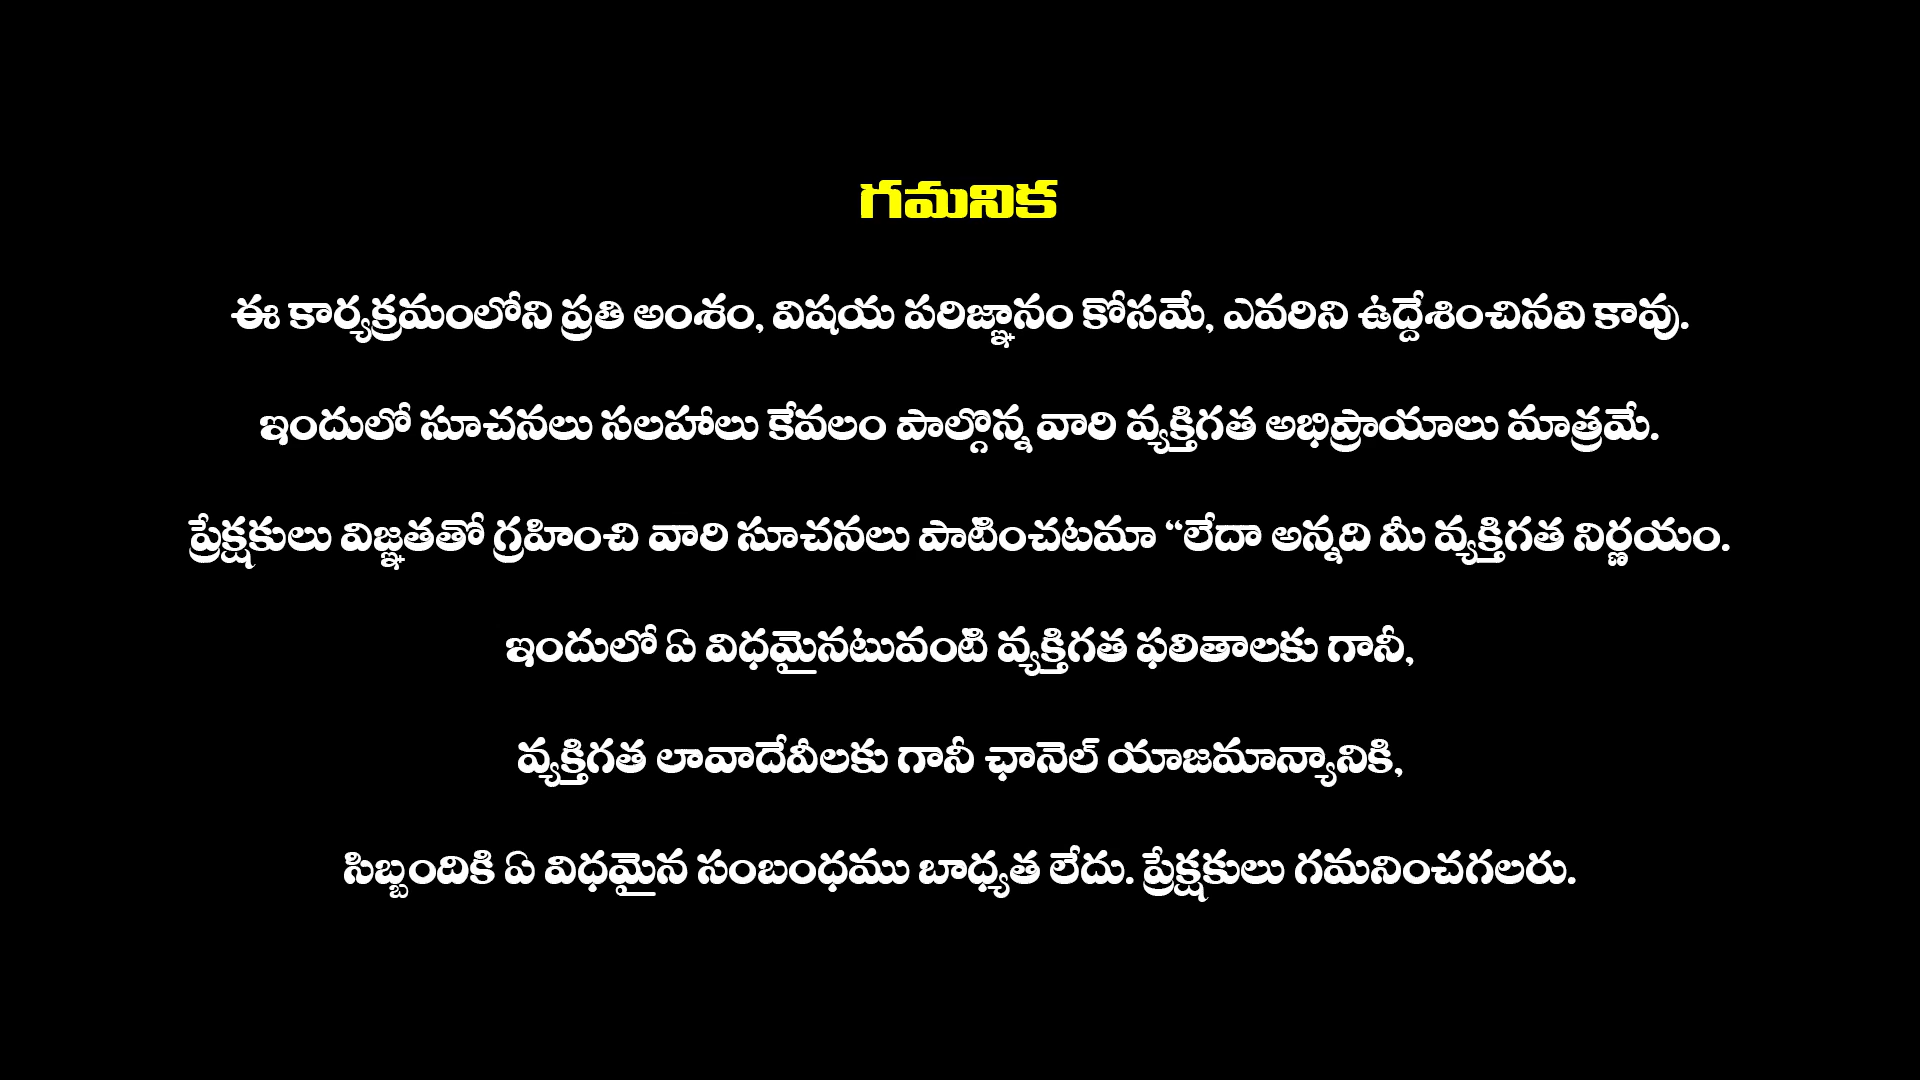 గమనిక
ఈ కార్యక్రమంలోని ప్రతి అంశం, విషయ పరిజ్ఞానం కోసమే, ఎవరిని ఉద్దేశించినవి కావు.
ఇందులో సూచనలు సలహాలు కేవలం పాల్గొన్న వారి వ్యక్తిగత అభిప్రాయాలు మాత్రమే.
ప్రేక్షకులు విజ్ఞతతో గ్రహించి వారి సూచనలు పాటించటమా “లేదా అన్నది మీ వ్యక్తిగత నిర్ణయం.
ఇందులో ఏ విధమైనటువంటి వ్యక్తిగత ఫలితాలకు గానీ,
వ్యక్తిగత లావాదేవీలకు గానీ ఛానెల్ యాజమాన్యానికి,
సిబ్బందికి ఏ విధమైన సంబంధము బాధ్యత లేదు. ప్రేక్షకులు గమనించగలరు.